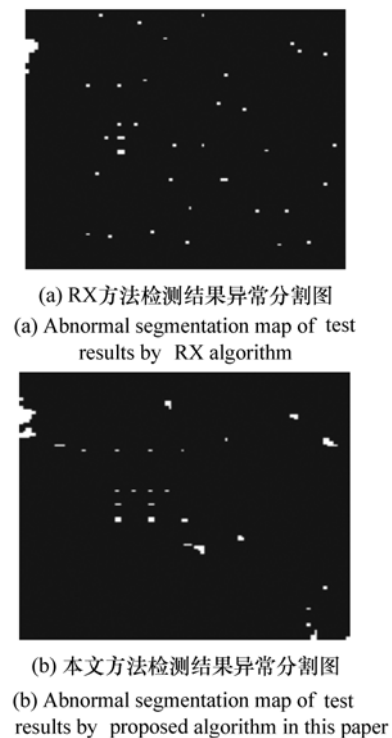 (a) RX方法检测结果异常分割图
(a) Abnormal segmentation map of test
results by RX algorithm
(b) 本文方法检测结果异常分割图
(b) Abnormal segmentation map of test
results by proposed algorithm in this paper